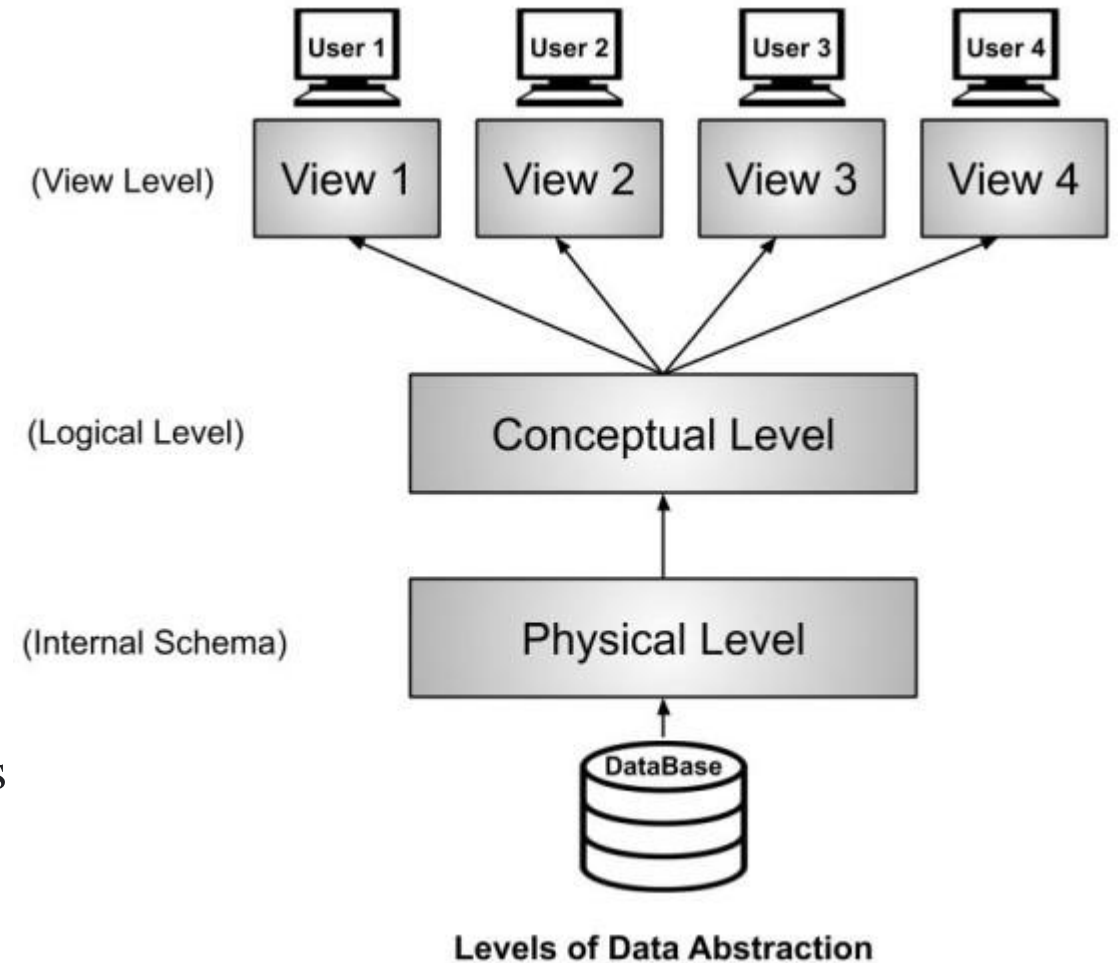 User 1 User 2 User 3 User 4
(View Level) View 1 View 2 View 3 View 4
(Logical Level) Conceptual Level
(Internal Schema) Physical Level
s
DataBase
Levels of Data Abstraction